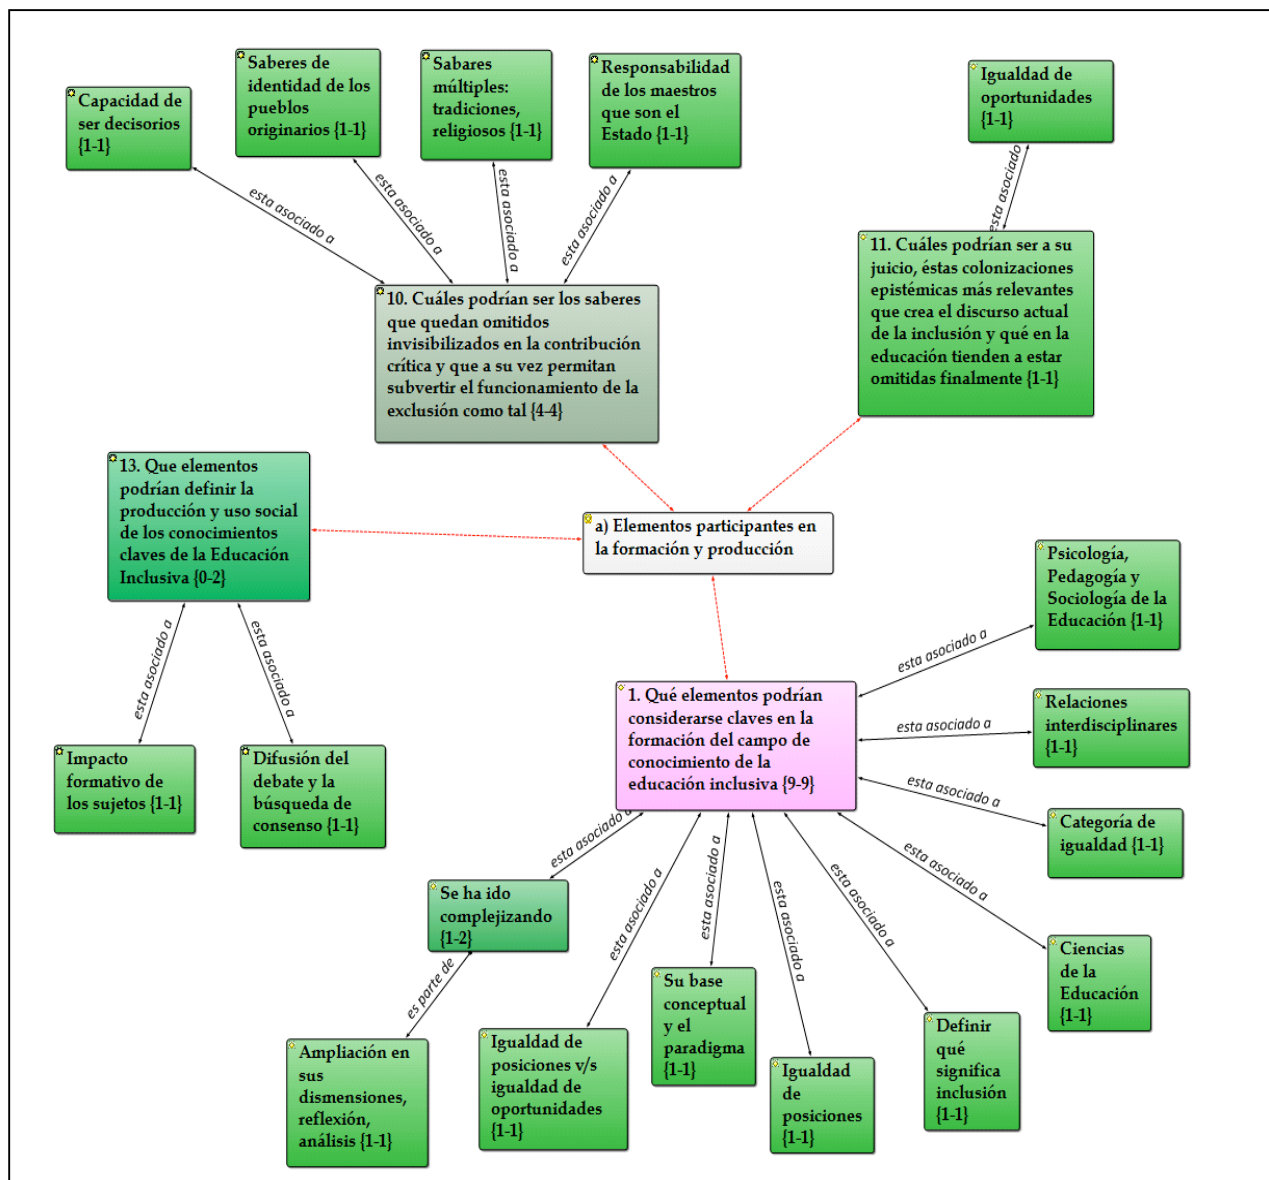 Capacidad de
ser decisorios {1-1}
{1-1}
Saberes de
identidad de los
pueblos
originarios {1-1}
Sabares
múltiples:
tradiciones,
religiosos {1-1}
Responsabilidad
de los maestros
que son el
Estado {1-1}
Igualdad de
oportunidades
{1-1}
esta asociado a
esta asociado a
esta asociado a
esta asociado a
esta asociado
10. Cuáles podrían ser los saberes
que quedan omitidos
invisibilizados en la contribución
crítica y que a su vez permitan
subvertir el funcionamiento de la
exclusión como tal {4-4}
11. Cuáles podrían ser a su
juicio, éstas colonizaciones
epistémicas más relevantes
que crea el discurso actual
de la inclusión y qué en la
educación tienden a estar
omitidas finalmente {1-1}
13. Que elementos
podrían definir la
producción y uso social
de los conocimientos
claves de la Educación
Inclusiva {0-2}
a) Elementos participantes en
la formación y producción
Psicología,
Pedagogía y
Sociología de la
Educación {1-1}
esta asociado a
esta asociado a
esta asociado a
1. Qué elementos podrían
considerarse claves en la
formación del campo de
conocimiento de la
educación inclusiva {9-9}
Relaciones
interdisciplinares
{1-1}
esta asociado a
Impacto
formativo de
los sujetos {1-1}
Difusión del
debate y la
búsqueda de
consenso {1-1}
esta asociado a
Categoría de
igualdad {1-1}
esta asociado a
esta asociado a
esta asociado a
esta asociado a
esta asociado a
esta asociado a
Se ha ido
complejizando
{1-2}
es parte de
Ciencias
de la
Educación
{1-1}
Ampliación en
sus
dismensiones,
reflexión,
análisis {1-1}
Igualdad de
posiciones v/s
igualdad de
oportunidades
{1-1}
Su base
conceptual
y el
paradigma
{1-1}
Igualdad
de
posiciones
{1-1}
Definir
qué
significa
inclusión
{1-1}